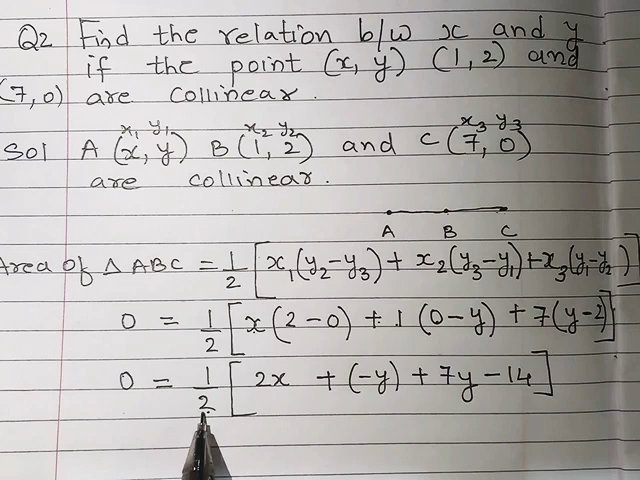 Q2 Find the relation b/w x and y
if the point (x, y) (1, 2) and
(7, 0) are collinear.
x₁ y₁ x₂ y₂ x₃ y₃
Sol A (x, y) B (1, 2) and C (7, 0)
are collinear.
A B C
Area Of △ ABC = 1/2 [x₁(y₂-y₃) + x₂(y₃-y₁) + x₃(y₁-y₂)]
0 = 1/2 [x(2-0) + 1(0-y) + 7(y-2)]
0 = 1/2 [2x + (-y) + 7y - 14]